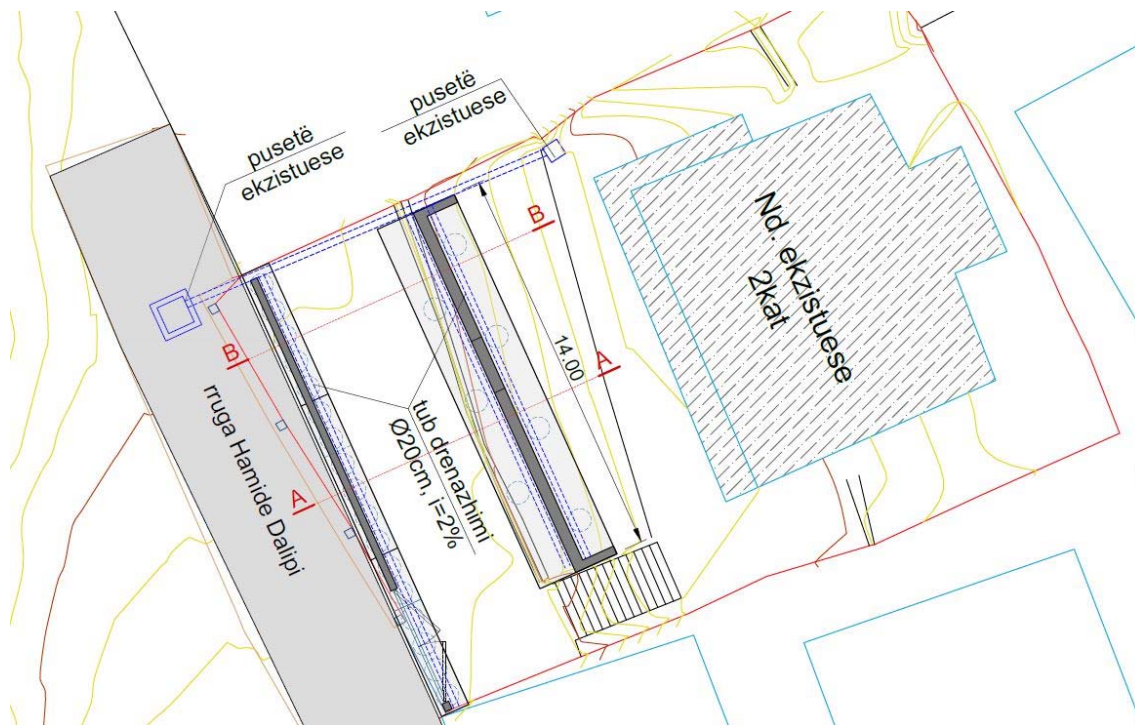 pusetë
ekzistuese
pusetë
ekzistuese
B
B
A
A
14.00
tub drenazhimi
Ø20cm, i=2%
rruga Hamide Dalipi
Nd. ekzistuese
2kat